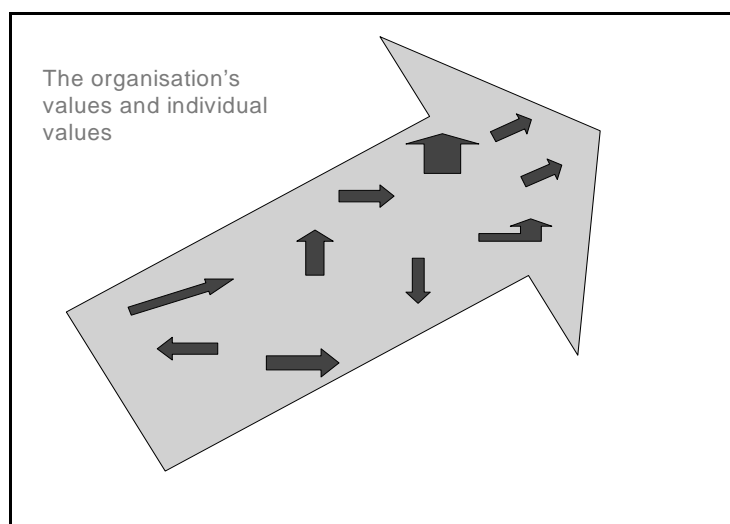 The organisation's
values and individual
values